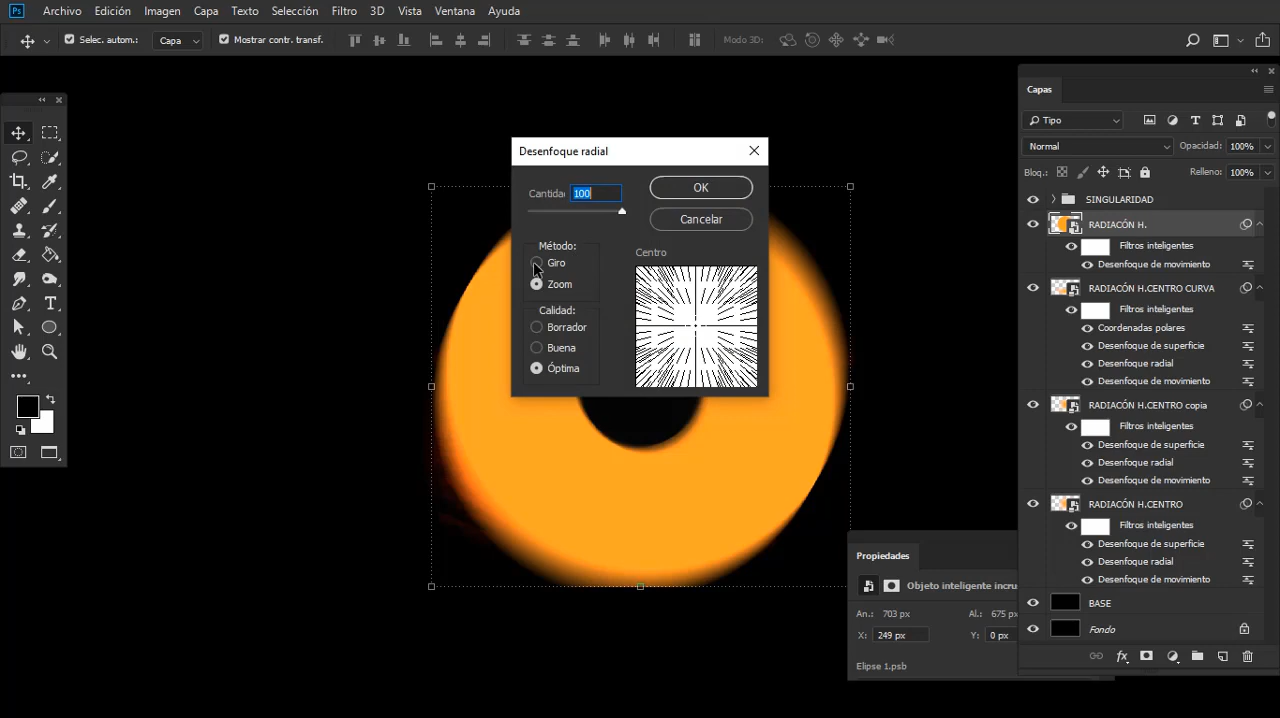 Ps Archivo Edición Imagen Capa Texto Selección Filtro 3D Vista Ventana Ayuda
Selec. autom.: Capa Mostrar contr. transf. Modo 3D:
Capas
Tipo
Normal Opacidad: 100%
Bloq.: Relleno: 100%
SINGULARIDAD
RADIACÓN H.
Filtros inteligentes
Desenfoque de movimiento
RADIACÓN H.CENTRO CURVA
Filtros inteligentes
Coordenadas polares
Desenfoque de superficie
Desenfoque radial
Desenfoque de movimiento
RADIACÓN H.CENTRO copia
Filtros inteligentes
Desenfoque de superficie
Desenfoque radial
Desenfoque de movimiento
RADIACÓN H.CENTRO
Filtros inteligentes
Desenfoque de superficie
Desenfoque radial
Desenfoque de movimiento
BASE
Fondo
fx
Desenfoque radial
Cantidad 100
OK
Cancelar
Método:
Giro
Zoom
Calidad:
Borrador
Buena
Óptima
Centro
Propiedades
Objeto inteligente incru
An.: 703 px Al.: 675 px
X: 249 px Y: 0 px
Elipse 1.psb